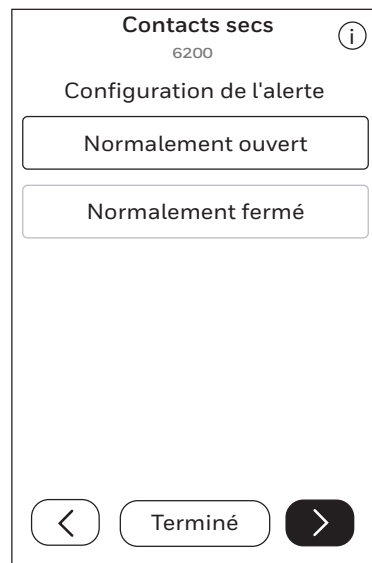 Contacts secs
6200
Configuration de l'alerte
Normalement ouvert
Normalement fermé
Terminé